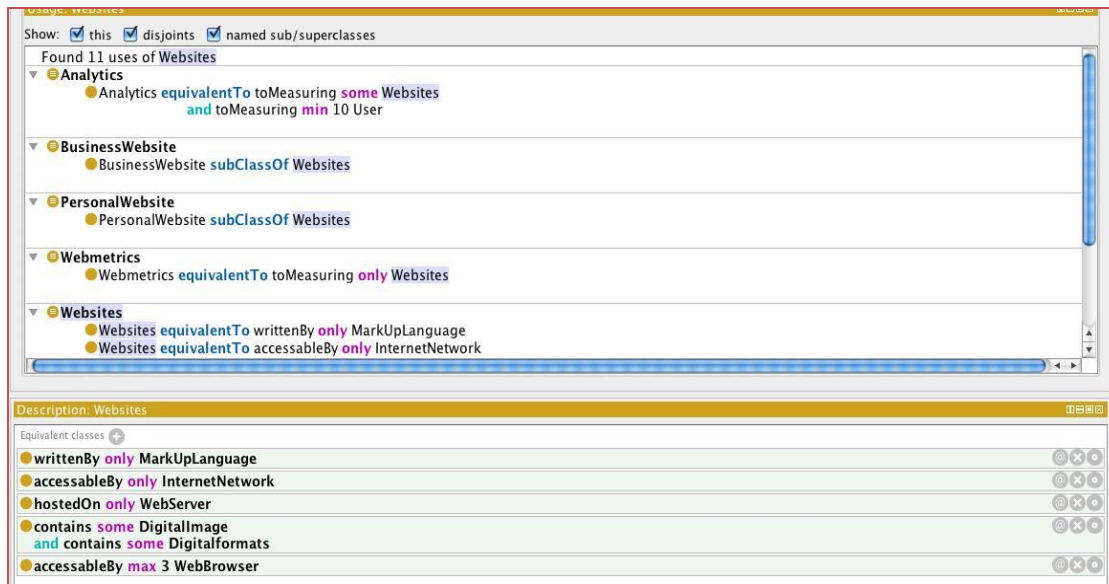 Usage: Websites
Show: this disjoints named sub/superclasses
Found 11 uses of Websites
Analytics
Analytics equivalentTo toMeasuring some Websites
and toMeasuring min 10 User
BusinessWebsite
BusinessWebsite subClassOf Websites
PersonalWebsite
PersonalWebsite subClassOf Websites
Webmetrics
Webmetrics equivalentTo toMeasuring only Websites
Websites
Websites equivalentTo writtenBy only MarkUpLanguage
Websites equivalentTo accessableBy only InternetNetwork
Description: Websites
Equivalent classes
writtenBy only MarkUpLanguage
accessableBy only InternetNetwork
hostedOn only WebServer
contains some DigitalImage
and contains some Digitalformats
accessableBy max 3 WebBrowser